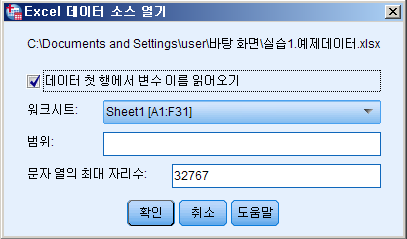 Excel 데이터 소스 열기
C:\Documents and Settings\user\바탕 화면\실습1.예제데이터.xlsx
데이터 첫 행에서 변수 이름 읽어오기
워크시트: Sheet1 [A1:F31]
범위:
문자 열의 최대 자리수: 32767
확인 취소 도움말